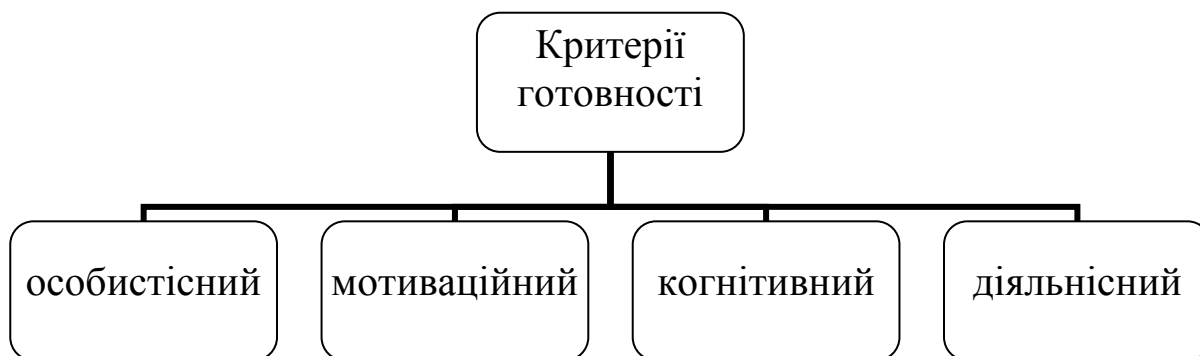 Критерії
готовності
особистісний
мотиваційний
когнітивний
діяльнісний